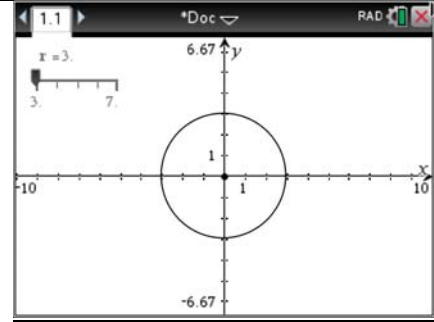 1.1 *Doc RAD
6.67 y
r = 3.
3. 7.
1
x
-10 1 10
-6.67